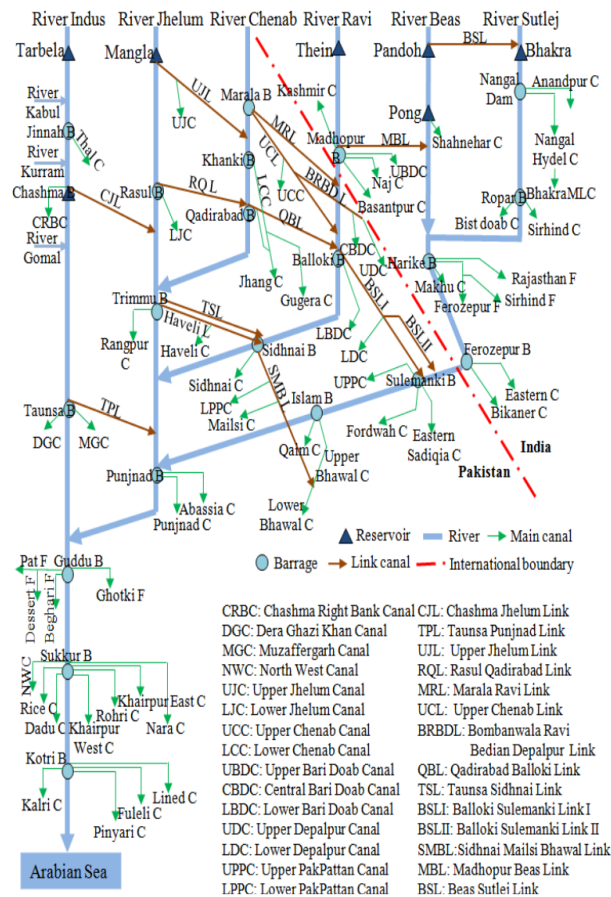 River Indus River Jhelum River Chenab River Ravi River Beas River Sutlej
Tarbela Mangla Thein Pandoh BSL Bhakra
River
Kabul
UJL
UJC
Marala B
Kashmir C
MRL
UCL
Madhopur
B
MBL
Pong
Shahnehar C
Nangal
Dam
Anandpur C
Nangal
Hydel C
Jinnah B
Thal C
River
Kurram
Khanki B
LCC
UCC
BRBD L
UBDC
Naj C
Basantpur C
Chashma B
CRBC
CJL
Rasul B
RQ L
LJC
Qadirabad B
QBL
Ropar B
BhakraMLC
Bist doab C
Sirhind C
River
Gomal
Jhang C
Gugera C
Balloki B
CBDC
UDC
Harike B
Makhu C
Ferozepur F
Rajasthan F
Sirhind F
Trimmu B
TSL
Haveli L
Rangpur
C
Haveli C
Sidhnai B
LBDC
BSLI
BSLII
LDC
Ferozepur B
Sidhnai C
LPPC
Mailsi C
SMBL
UPPC
Sulemanki B
Eastern C
Bikaner C
Taunsa B
TPL
DGC
MGC
Islam B
Qaim C
Upper
Bhawal C
Fordwah C
Eastern
Sadiqia C
India
Pakistan
Punjnad B
Abassia C
Punjnad C
Lower
Bhawal C
Reservoir River Main canal
Barrage Link canal International boundary
Pat F Guddu B
Dessert F
Beghari F
Ghotki F
Sukkur B
NWC
Rice C
Dadu C
Khairpur
West C
Rohri C
Khairpur East C
Nara C
Kotri B
Kalri C
Pinyari C
Fuleli C
Lined C
Arabian Sea
CRBC: Chashma Right Bank Canal CJL: Chashma Jhelum Link
DGC: Dera Ghazi Khan Canal TPL: Taunsa Punjnad Link
MGC: Muzaffergarh Canal UJL: Upper Jhelum Link
NWC: North West Canal RQL: Rasul Qadirabad Link
UJC: Upper Jhelum Canal MRL: Marala Ravi Link
LJC: Lower Jhelum Canal UCL: Upper Chenab Link
UCC: Upper Chenab Canal BRBDL: Bombanwala Ravi
LCC: Lower Chenab Canal Bedian Depalpur Link
UBDC: Upper Bari Doab Canal QBL: Qadirabad Balloki Link
CBDC: Central Bari Doab Canal TSL: Taunsa Sidhnai Link
LBDC: Lower Bari Doab Canal BSLI: Balloki Sulemanki Link I
UDC: Upper Depalpur Canal BSLII: Balloki Sulemanki Link II
LDC: Lower Depalpur Canal SMBL: Sidhnai Mailsi Bhawal Link
UPPC: Upper PakPattan Canal MBL: Madhopur Beas Link
LPPC: Lower PakPattan Canal BSL: Beas Sutlej Link